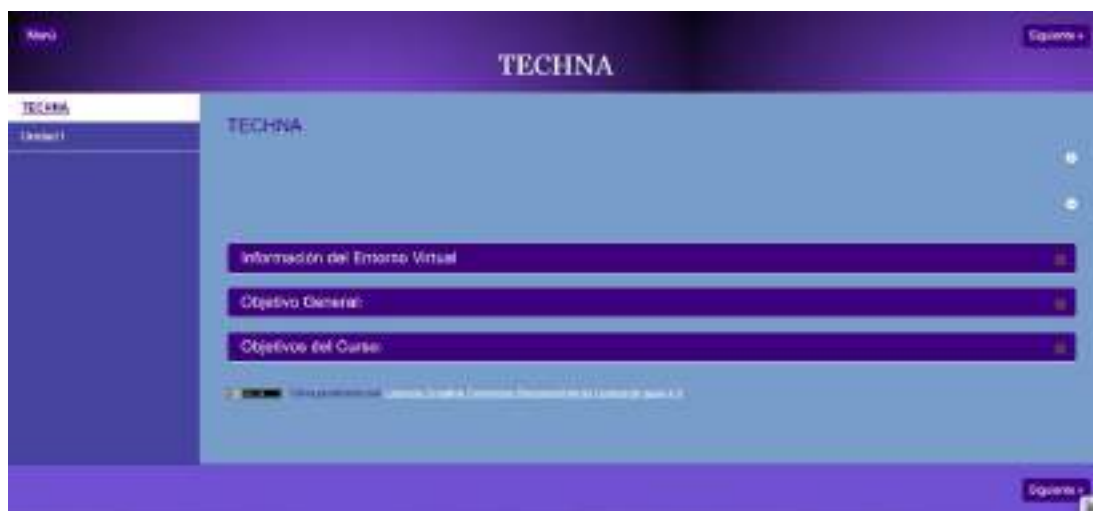 Menú
Siguiente »
TECHNA
TECHNA
Unidad I
TECHNA
Información del Entorno Virtual
Objetivo General:
Objetivos del Curso:
Siguiente »